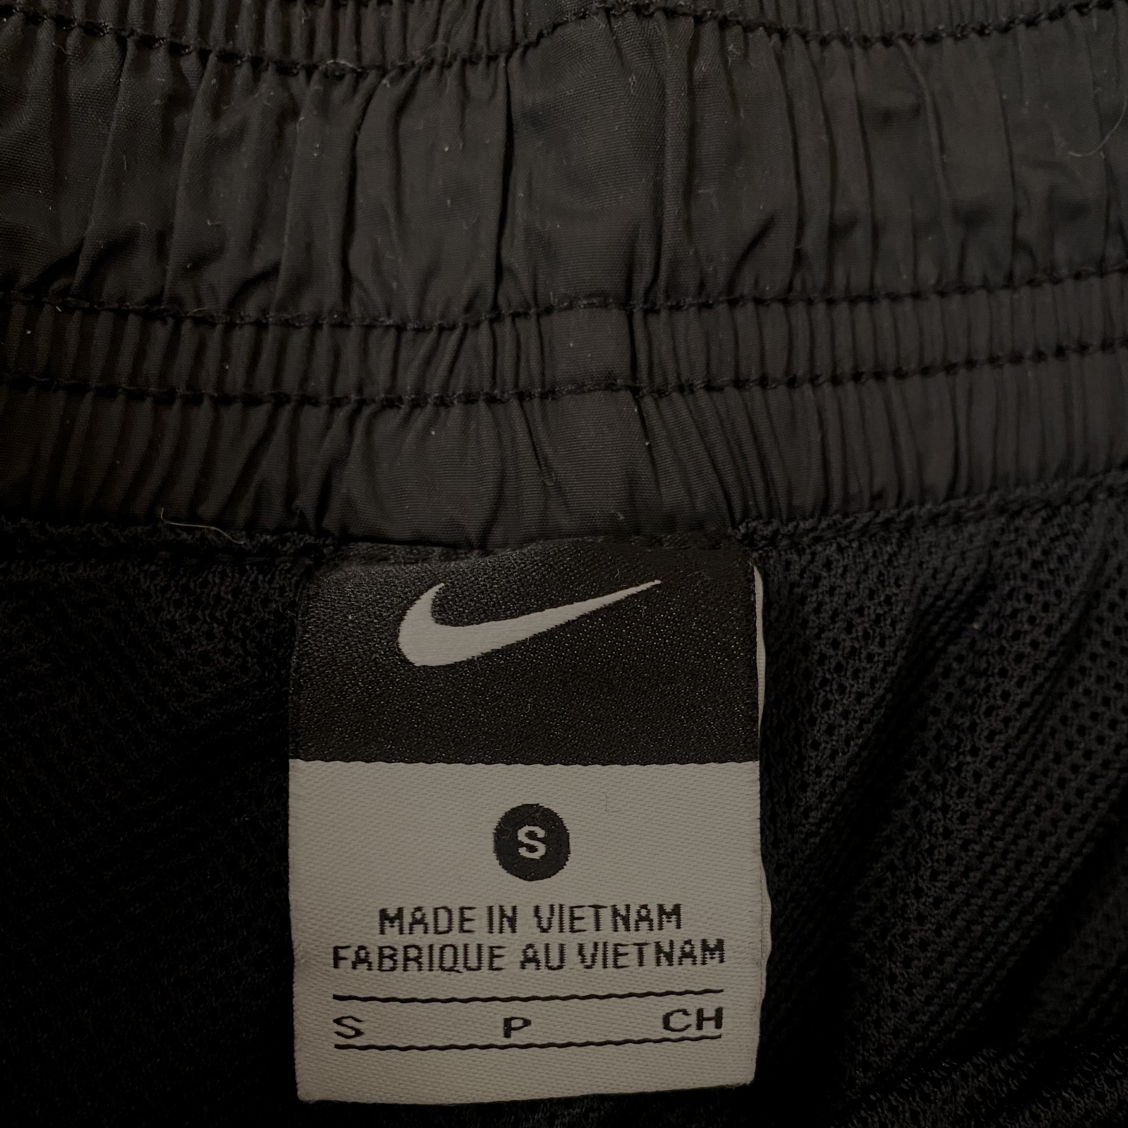 S
MADE IN VIETNAM
FABRIQUE AU VIETNAM
S P CH